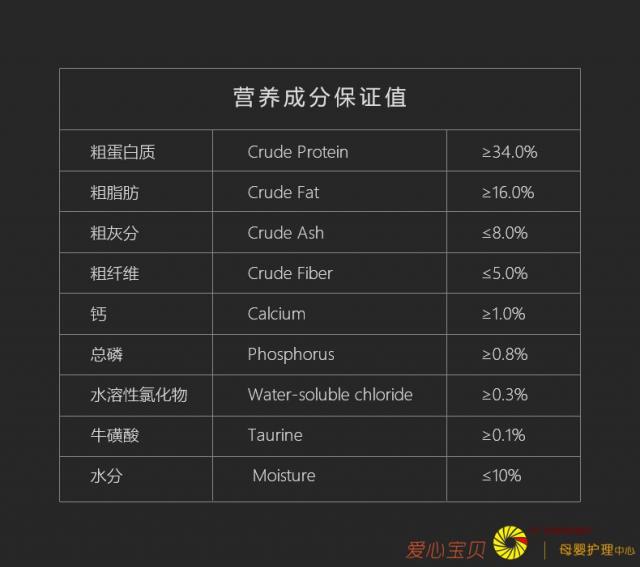 营养成分保证值
粗蛋白质 Crude Protein ≥34.0%
粗脂肪 Crude Fat ≥16.0%
粗灰分 Crude Ash ≤8.0%
粗纤维 Crude Fiber ≤5.0%
钙 Calcium ≥1.0%
总磷 Phosphorus ≥0.8%
水溶性氯化物 Water-soluble chloride ≥0.3%
牛磺酸 Taurine ≥0.1%
水分 Moisture ≤10%
爱心宝贝 | 母婴护理中心